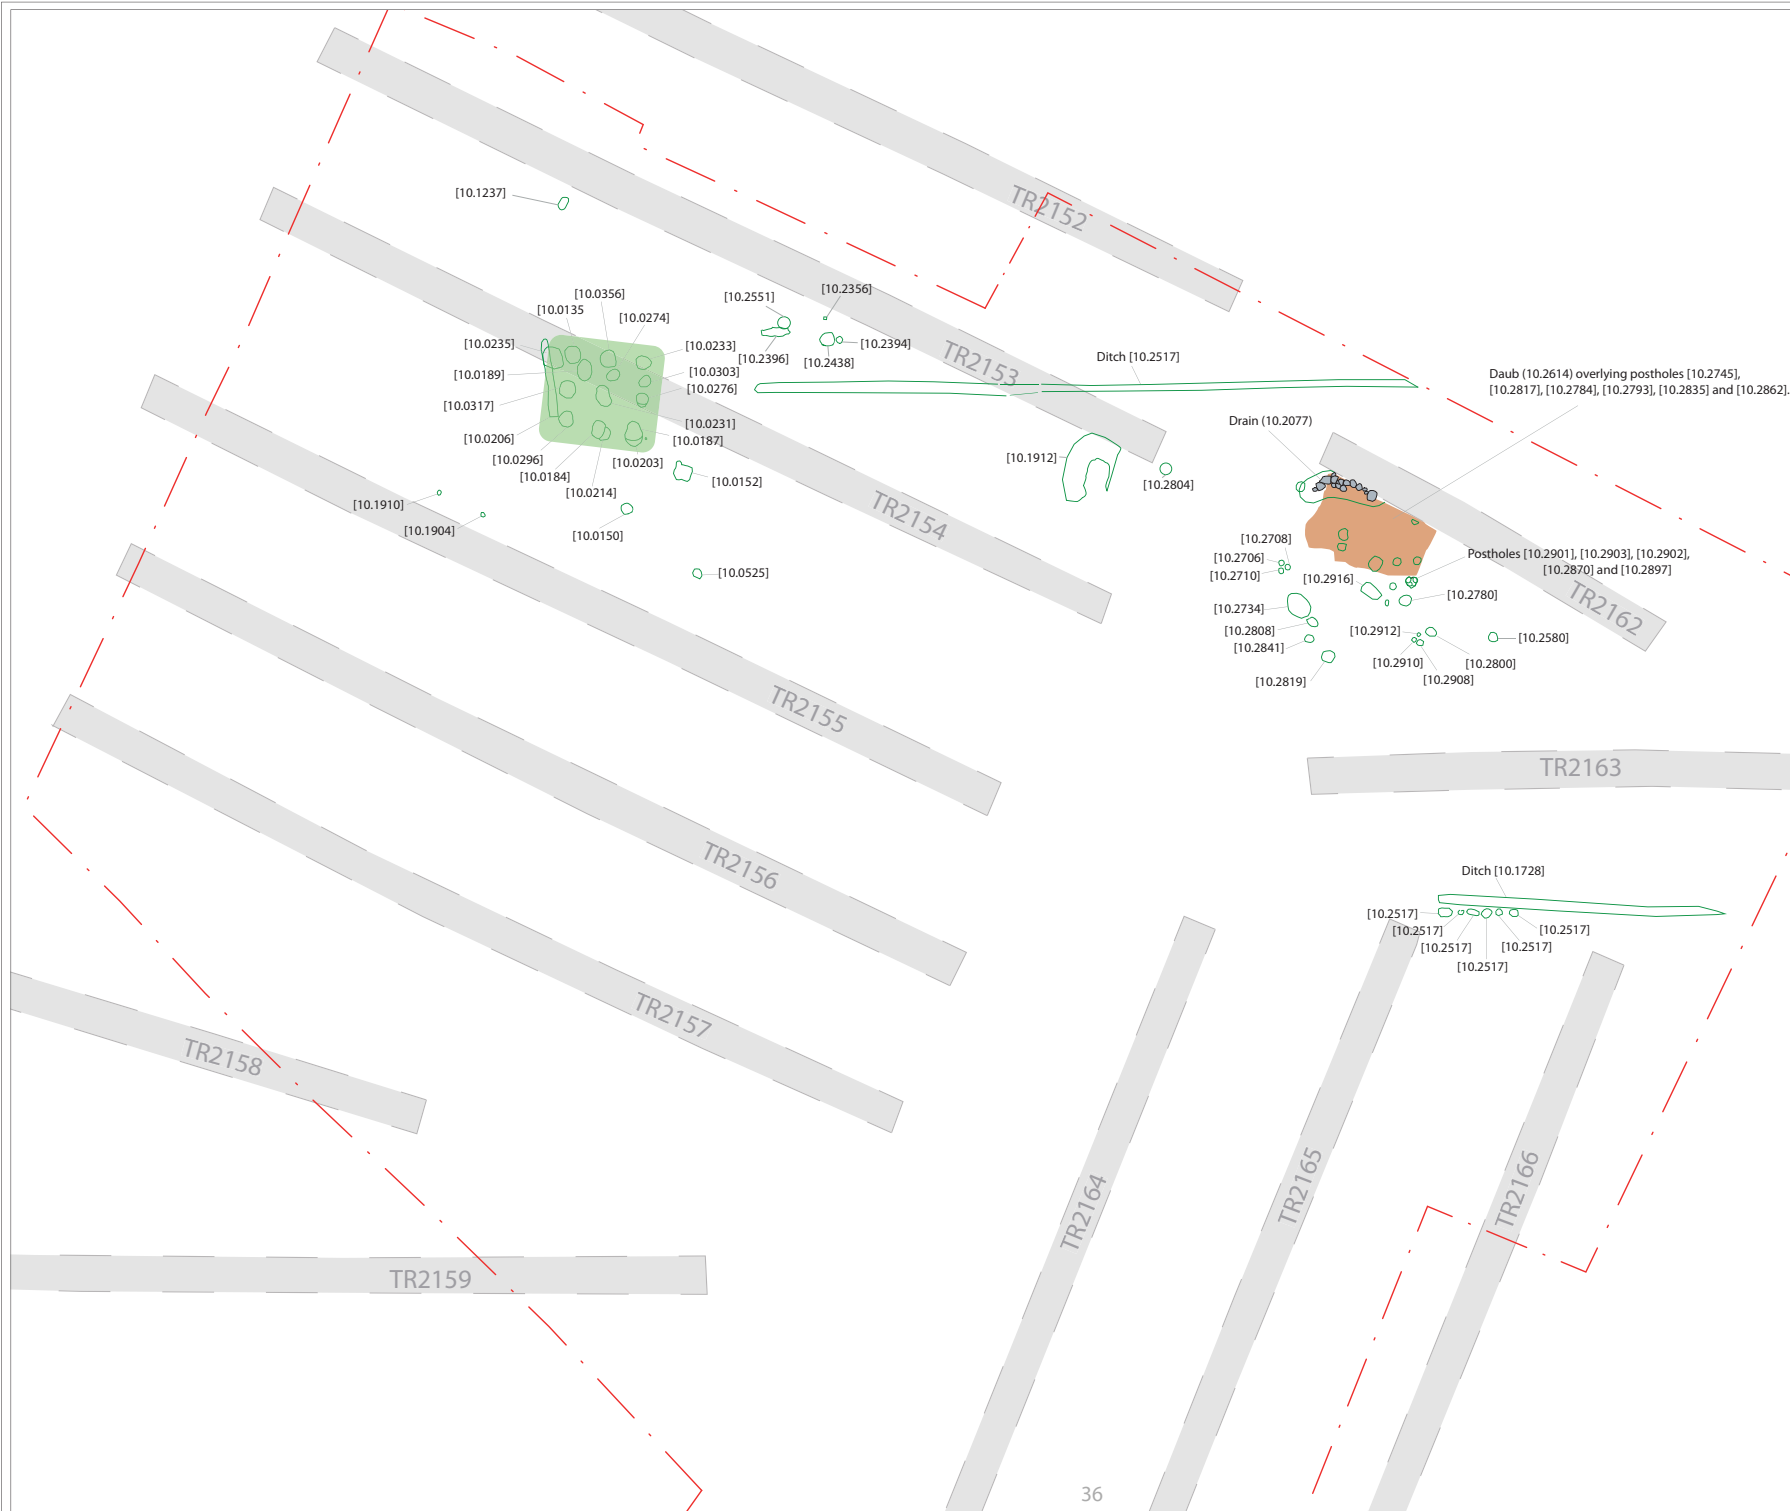 TR2152
[10.1237]
[10.0356]
[10.0135
[10.0274]
[10.2551]
[10.2356]
[10.0235]
[10.0233]
[10.2396]
[10.2438]
[10.2394]
TR2153
Ditch [10.2517]
[10.0189]
[10.0303]
[10.0276]
Daub (10.2614) overlying postholes [10.2745],
[10.2817], [10.2784], [10.2793], [10.2835] and [10.2862].
[10.0317]
[10.0231]
[10.0187]
Drain (10.2077)
[10.0206]
[10.0296]
[10.0184]
[10.0214]
[10.0203]
[10.0152]
[10.1912]
[10.2804]
[10.1910]
[10.1904]
[10.0150]
TR2154
[10.0525]
[10.2708]
[10.2706]
[10.2710]
[10.2916]
Postholes [10.2901], [10.2903], [10.2902],
[10.2870] and [10.2897]
[10.2780]
TR2162
[10.2734]
[10.2808]
[10.2841]
[10.2819]
[10.2912]
[10.2910]
[10.2908]
[10.2800]
[10.2580]
TR2155
TR2163
TR2156
Ditch [10.1728]
[10.2517]
[10.2517]
[10.2517]
[10.2517]
[10.2517]
[10.2517]
TR2157
TR2158
TR2164
TR2165
TR2166
TR2159
36